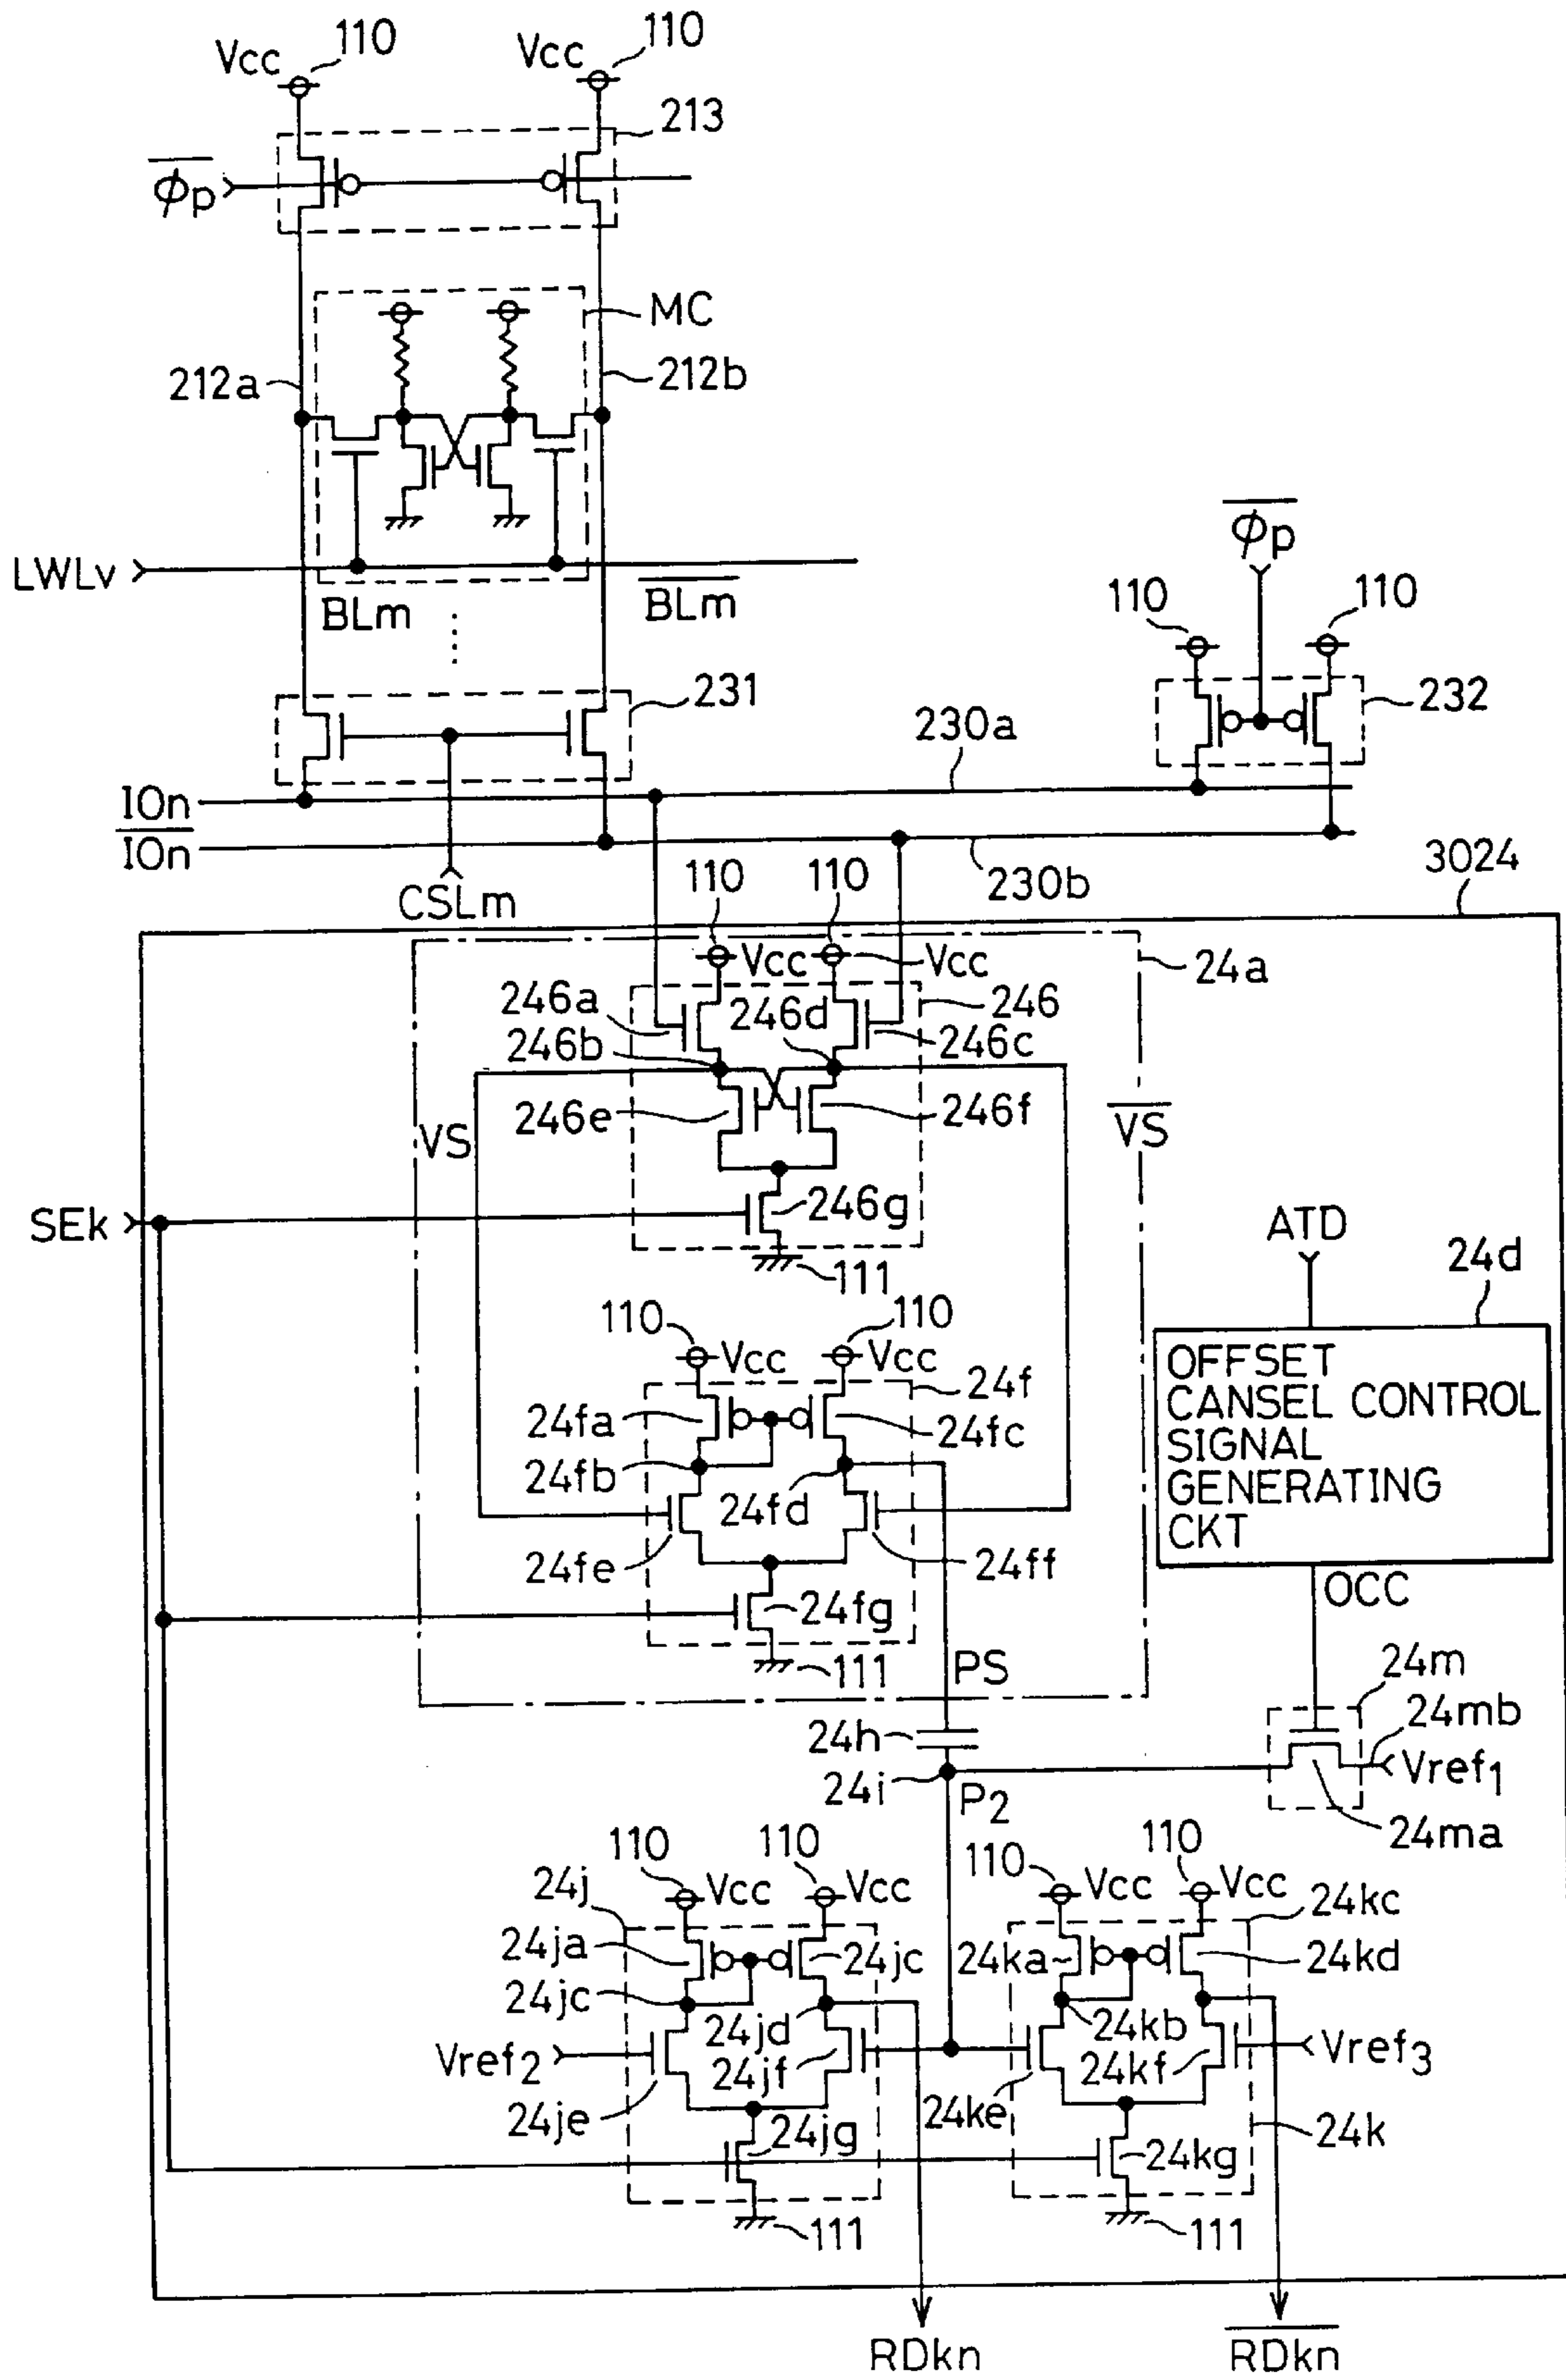 110
110
Vcc
Vcc
213
φp
MC
212a
212b
LWLv
BLm
BLm
φp
110
110
231
232
230a
IOn
IOn
CSLm
230b
110
110
3024
Vcc
Vcc
24a
246a
246d
246
246b
246c
246e
246f
VS
VS
SEk
246g
ATD
111
24d
110
110
Vcc
Vcc
OFFSET
CANSEL CONTROL
SIGNAL
GENERATING
CKT
24f
24fa
24fc
24fb
24fd
24fe
24ff
OCC
24fg
111
PS
24m
24h
24mb
24i
P2
Vref1
24ma
110
110
110
110
24j
Vcc
Vcc
Vcc
Vcc
24kc
24ja
24jc
24ka
24kd
24jc
24jd
24kb
Vref2
24jf
24kf
Vref3
24je
24ke
24jg
24k
24kg
111
111
RDkn
RDkn